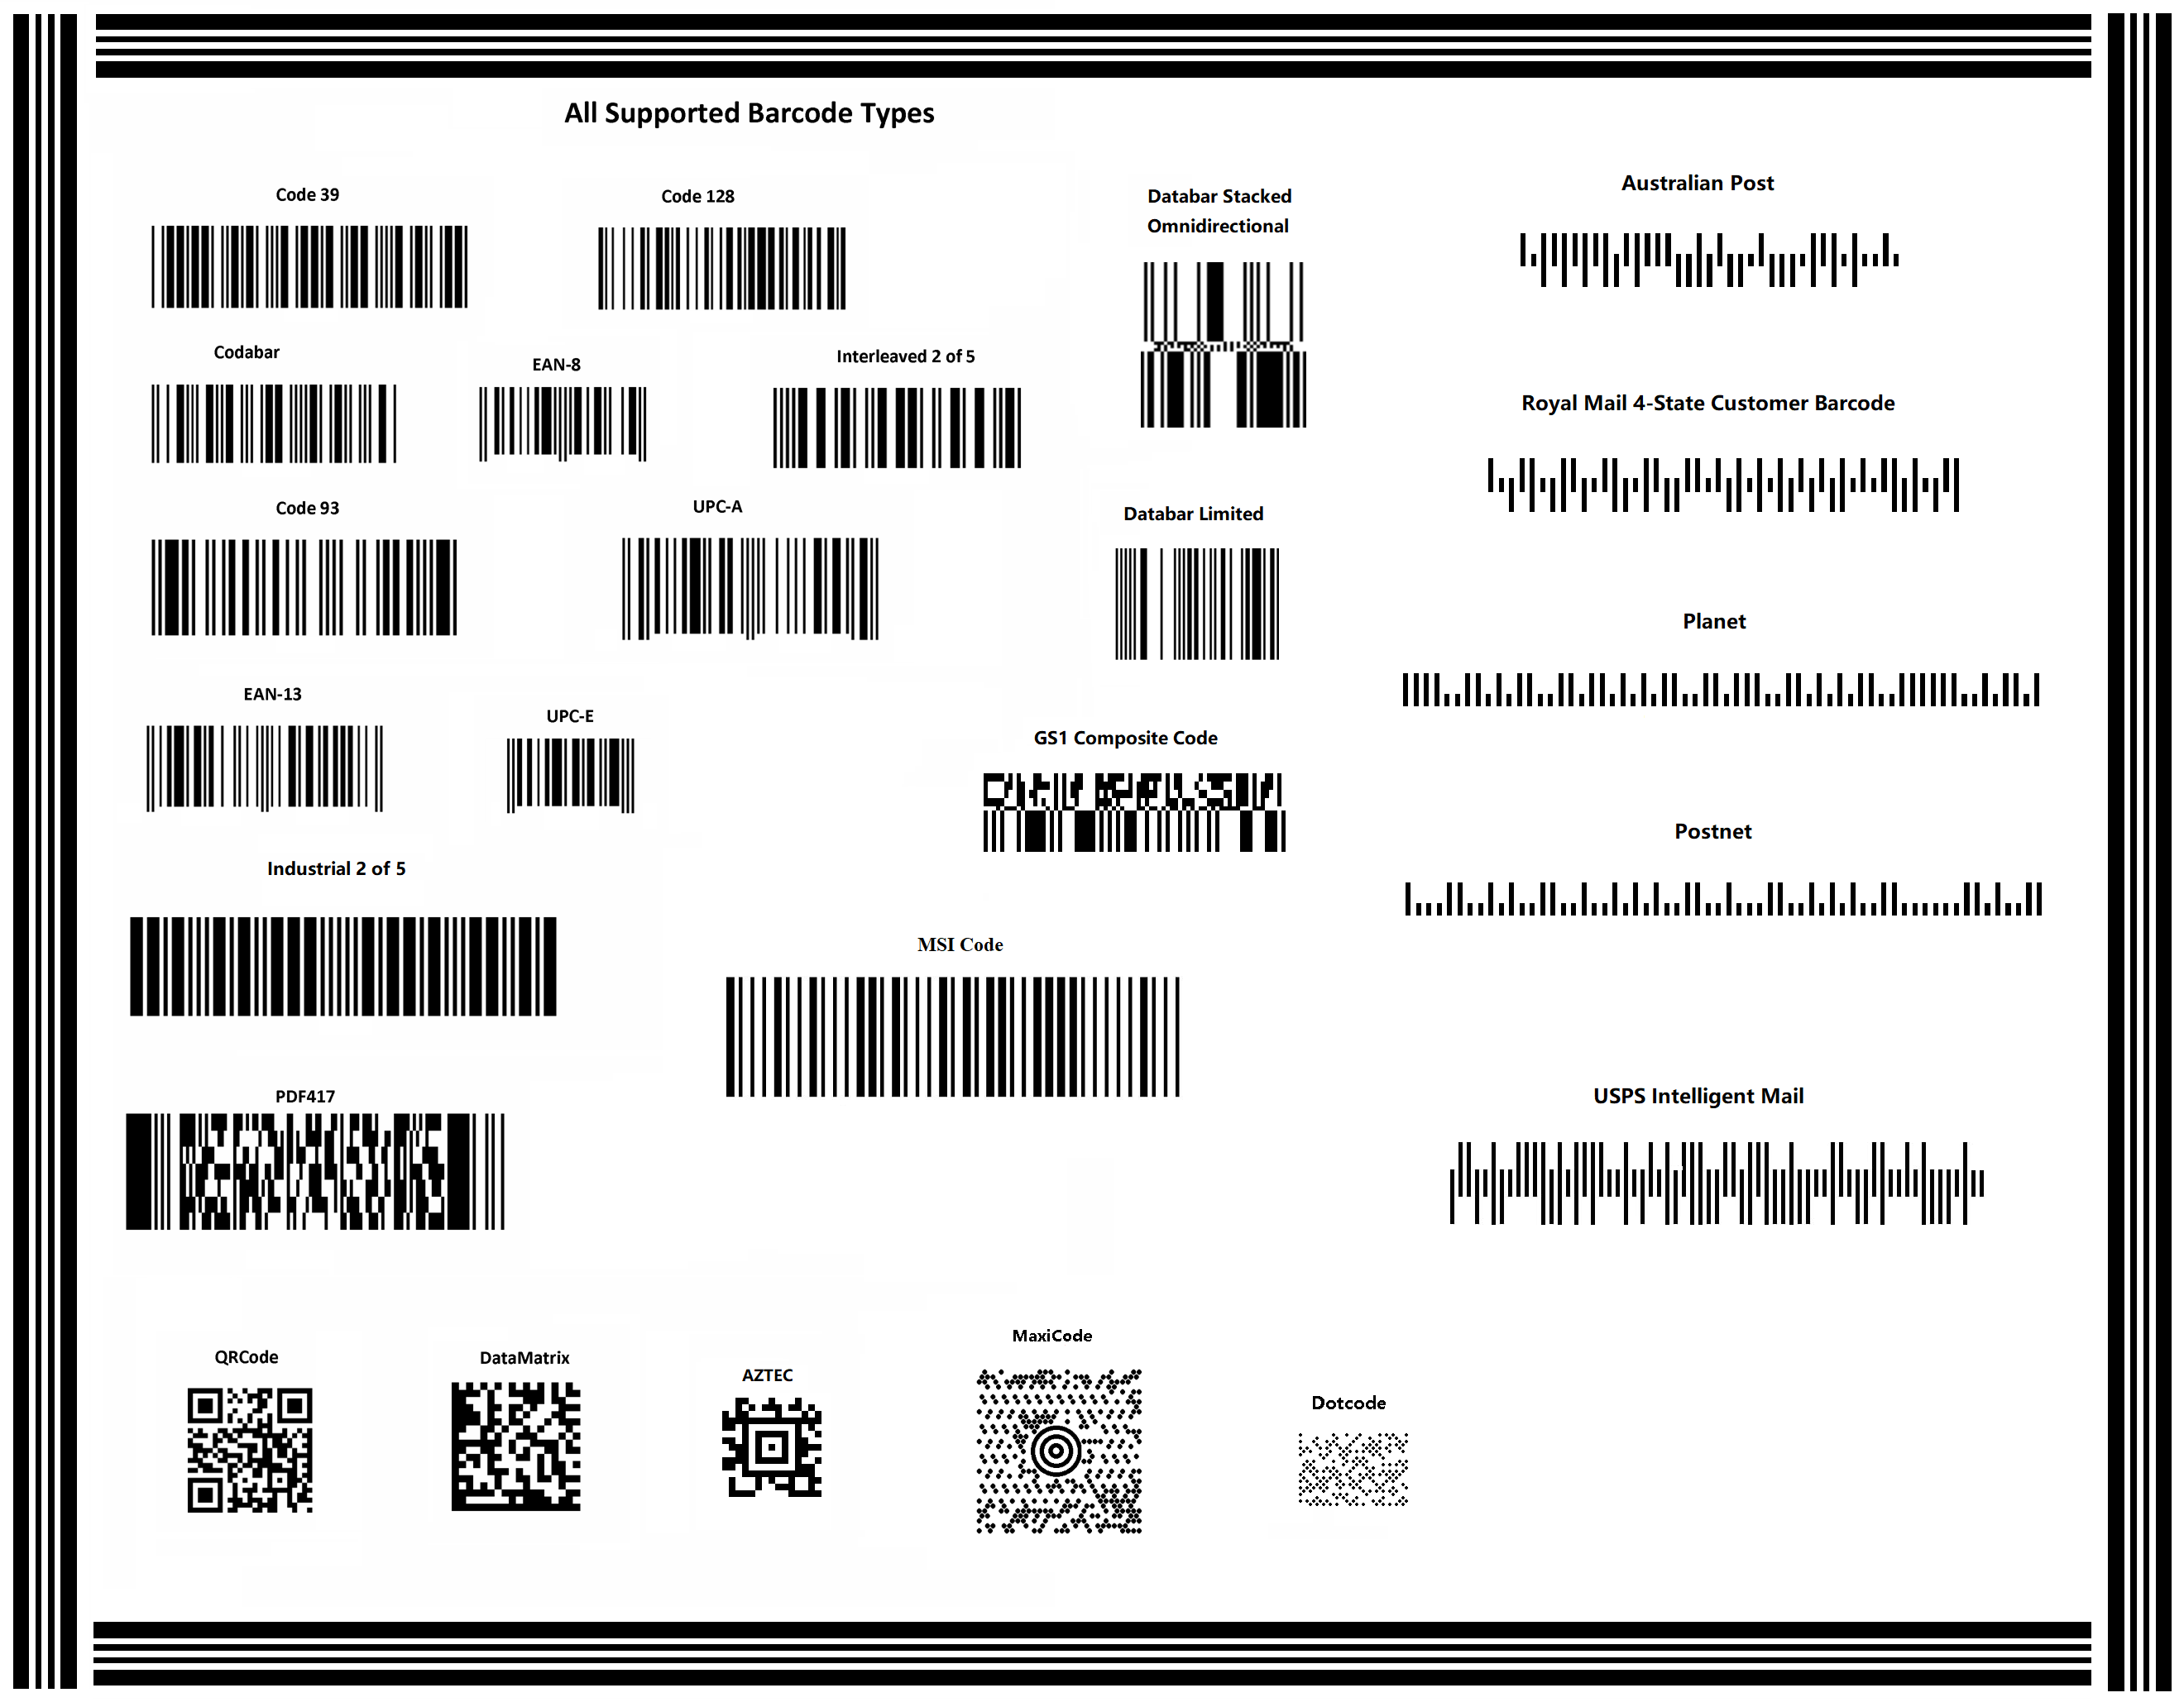 All Supported Barcode Types
Code 39
Code 128
Databar Stacked
Omnidirectional
Australian Post
Codabar
EAN-8
Interleaved 2 of 5
Royal Mail 4-State Customer Barcode
Code 93
UPC-A
Databar Limited
Planet
EAN-13
UPC-E
GS1 Composite Code
Postnet
Industrial 2 of 5
MSI Code
PDF417
USPS Intelligent Mail
QRCode
DataMatrix
AZTEC
MaxiCode
Dotcode